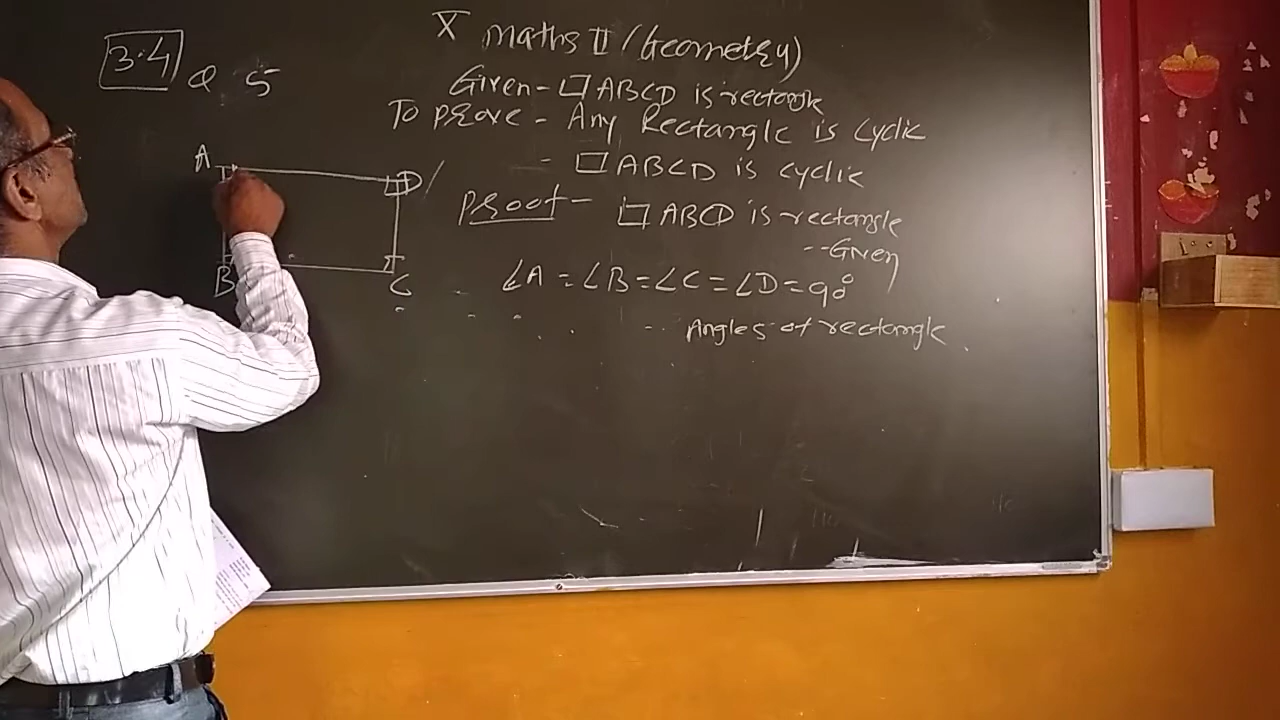 X maths II (Geometry)
3.4 Q 5
Given - □ ABCD is rectangle
To prove - Any Rectangle is cyclic
- □ ABCD is cyclic
Proof - □ ABCD is rectangle
-- Given
∠A = ∠B = ∠C = ∠D = 90°
-- Angles of rectangle
A
D
B
C